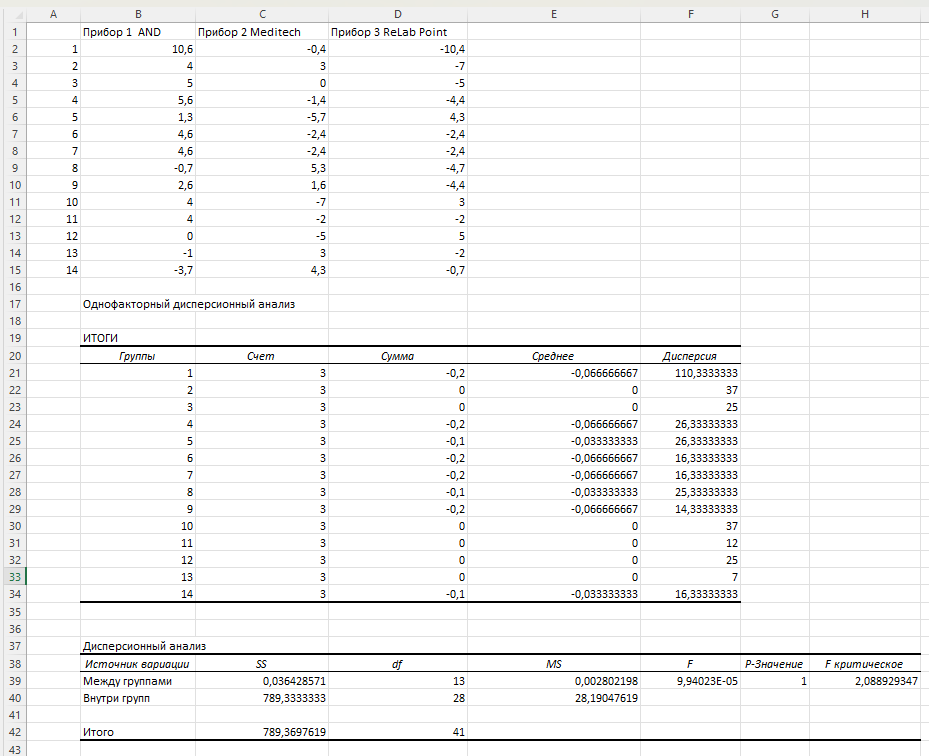 A B C D E F G H
1 Прибор 1 AND Прибор 2 Meditech Прибор 3 ReLab Point
2 1 10,6 -0,4 -10,4
3 2 4 3 -7
4 3 5 0 -5
5 4 5,6 -1,4 -4,4
6 5 1,3 -5,7 4,3
7 6 4,6 -2,4 -2,4
8 7 4,6 -2,4 -2,4
9 8 -0,7 5,3 -4,7
10 9 2,6 1,6 -4,4
11 10 4 -7 3
12 11 4 -2 -2
13 12 0 -5 5
14 13 -1 3 -2
15 14 -3,7 4,3 -0,7
16
17 Однофакторный дисперсионный анализ
18
19 ИТОГИ
20 Группы Счет Сумма Среднее Дисперсия
21 1 3 -0,2 -0,066666667 110,3333333
22 2 3 0 0 37
23 3 3 0 0 25
24 4 3 -0,2 -0,066666667 26,33333333
25 5 3 -0,1 -0,033333333 26,33333333
26 6 3 -0,2 -0,066666667 16,33333333
27 7 3 -0,2 -0,066666667 16,33333333
28 8 3 -0,1 -0,033333333 25,33333333
29 9 3 -0,2 -0,066666667 14,33333333
30 10 3 0 0 37
31 11 3 0 0 12
32 12 3 0 0 25
33 13 3 0 0 7
34 14 3 -0,1 -0,033333333 16,33333333
35
36
37 Дисперсионный анализ
38 Источник вариации SS df MS F P-Значение F критическое
39 Между группами 0,036428571 13 0,002802198 9,94023E-05 1 2,088929347
40 Внутри групп 789,3333333 28 28,19047619
41
42 Итого 789,3697619 41
43